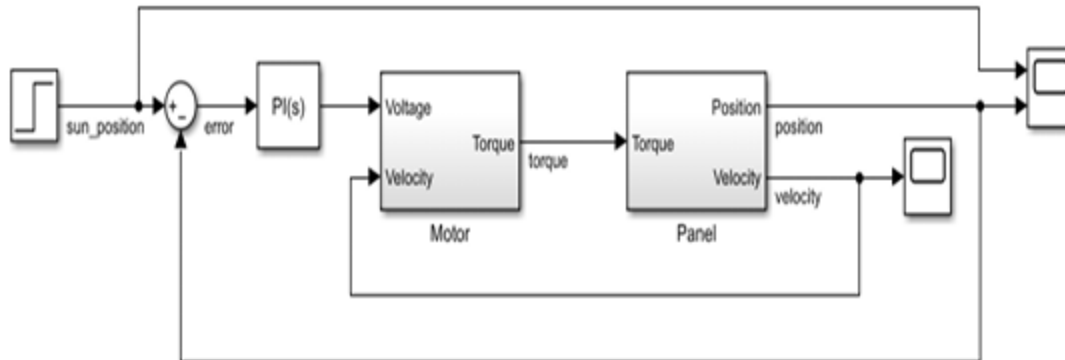 sun_position
+
−
error
PI(s)
Voltage
Velocity
Torque
Motor
torque
Torque
Position
Velocity
Panel
position
velocity